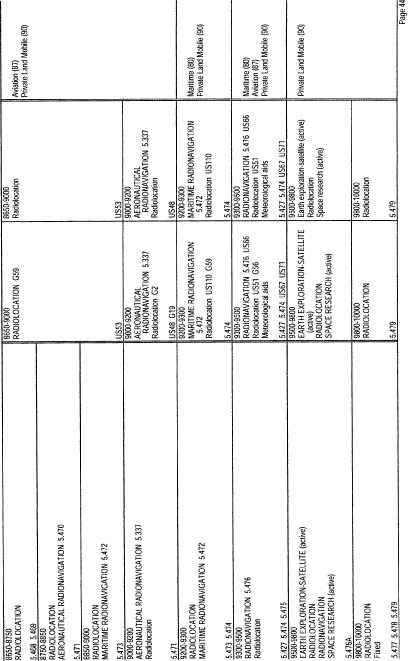 8650-8750
RADIOLOCATION
5.468 5.469
8750-8850
RADIOLOCATION
AERONAUTICAL RADIONAVIGATION 5.470
5.471
8850-9000
RADIOLOCATION
MARITIME RADIONAVIGATION 5.472
5.473
9000-9200
AERONAUTICAL RADIONAVIGATION 5.337
Radiolocation
5.471
9200-9300
RADIOLOCATION
MARITIME RADIONAVIGATION 5.472
5.473 5.474
9300-9500
RADIONAVIGATION 5.476
Radiolocation
5.427 5.474 5.475
9500-9800
EARTH EXPLORATION-SATELLITE (active)
RADIOLOCATION
RADIONAVIGATION
SPACE RESEARCH (active)
5.476A
9800-10000
RADIOLOCATION
Fixed
5.477 5.478 5.479
8650-9000
RADIOLOCATION G59
US53
9000-9200
AERONAUTICAL
RADIONAVIGATION 5.337
Radiolocation G2
US48 G19
9200-9300
MARITIME RADIONAVIGATION
5.472
Radiolocation US110 G59
5.474
9300-9500
RADIONAVIGATION 5.476 US66
Radiolocation US51 G56
Meteorological aids
5.427 5.474 US67 US71
9500-9800
EARTH EXPLORATION-SATELLITE
(active)
RADIOLOCATION
SPACE RESEARCH (active)
9800-10000
RADIOLOCATION
5.479
8650-9000
Radiolocation
US53
9000-9200
AERONAUTICAL
RADIONAVIGATION 5.337
Radiolocation
US48
9200-9300
MARITIME RADIONAVIGATION
5.472
Radiolocation US110
5.474
9300-9500
RADIONAVIGATION 5.476 US66
Radiolocation US51
Meteorological aids
5.427 5.474 US67 US71
9500-9800
Earth exploration-satellite (active)
Radiolocation
Space research (active)
9800-10000
Radiolocation
5.479
Aviation (87)
Private Land Mobile (90)
Maritime (80)
Private Land Mobile (90)
Maritime (80)
Aviation (87)
Private Land Mobile (90)
Private Land Mobile (90)
Page 44